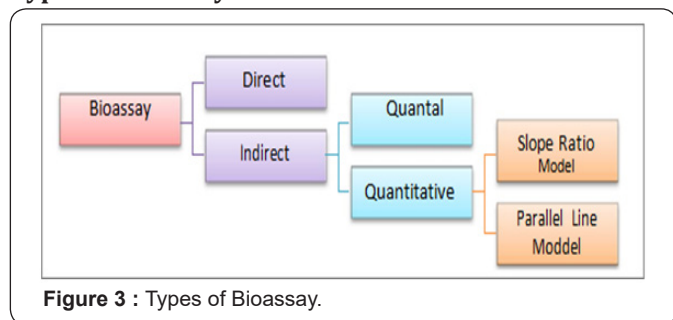 Bioassay
Direct
Indirect
Quantal
Quantitative
Slope Ratio
Model
Parallel Line
Moddel
Figure 3 : Types of Bioassay.